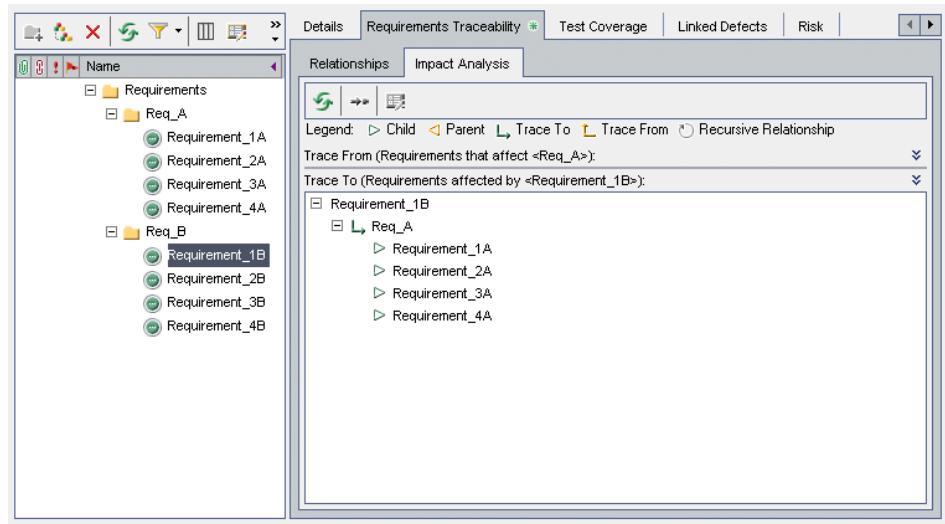 Details Requirements Traceability * Test Coverage Linked Defects Risk
Name
Requirements
Req_A
Requirement_1A
Requirement_2A
Requirement_3A
Requirement_4A
Req_B
Requirement_1B
Requirement_2B
Requirement_3B
Requirement_4B
Relationships Impact Analysis
Legend: Child Parent Trace To Trace From Recursive Relationship
Trace From (Requirements that affect <Req_A>):
Trace To (Requirements affected by <Requirement_1B>):
Requirement_1B
Req_A
Requirement_1A
Requirement_2A
Requirement_3A
Requirement_4A